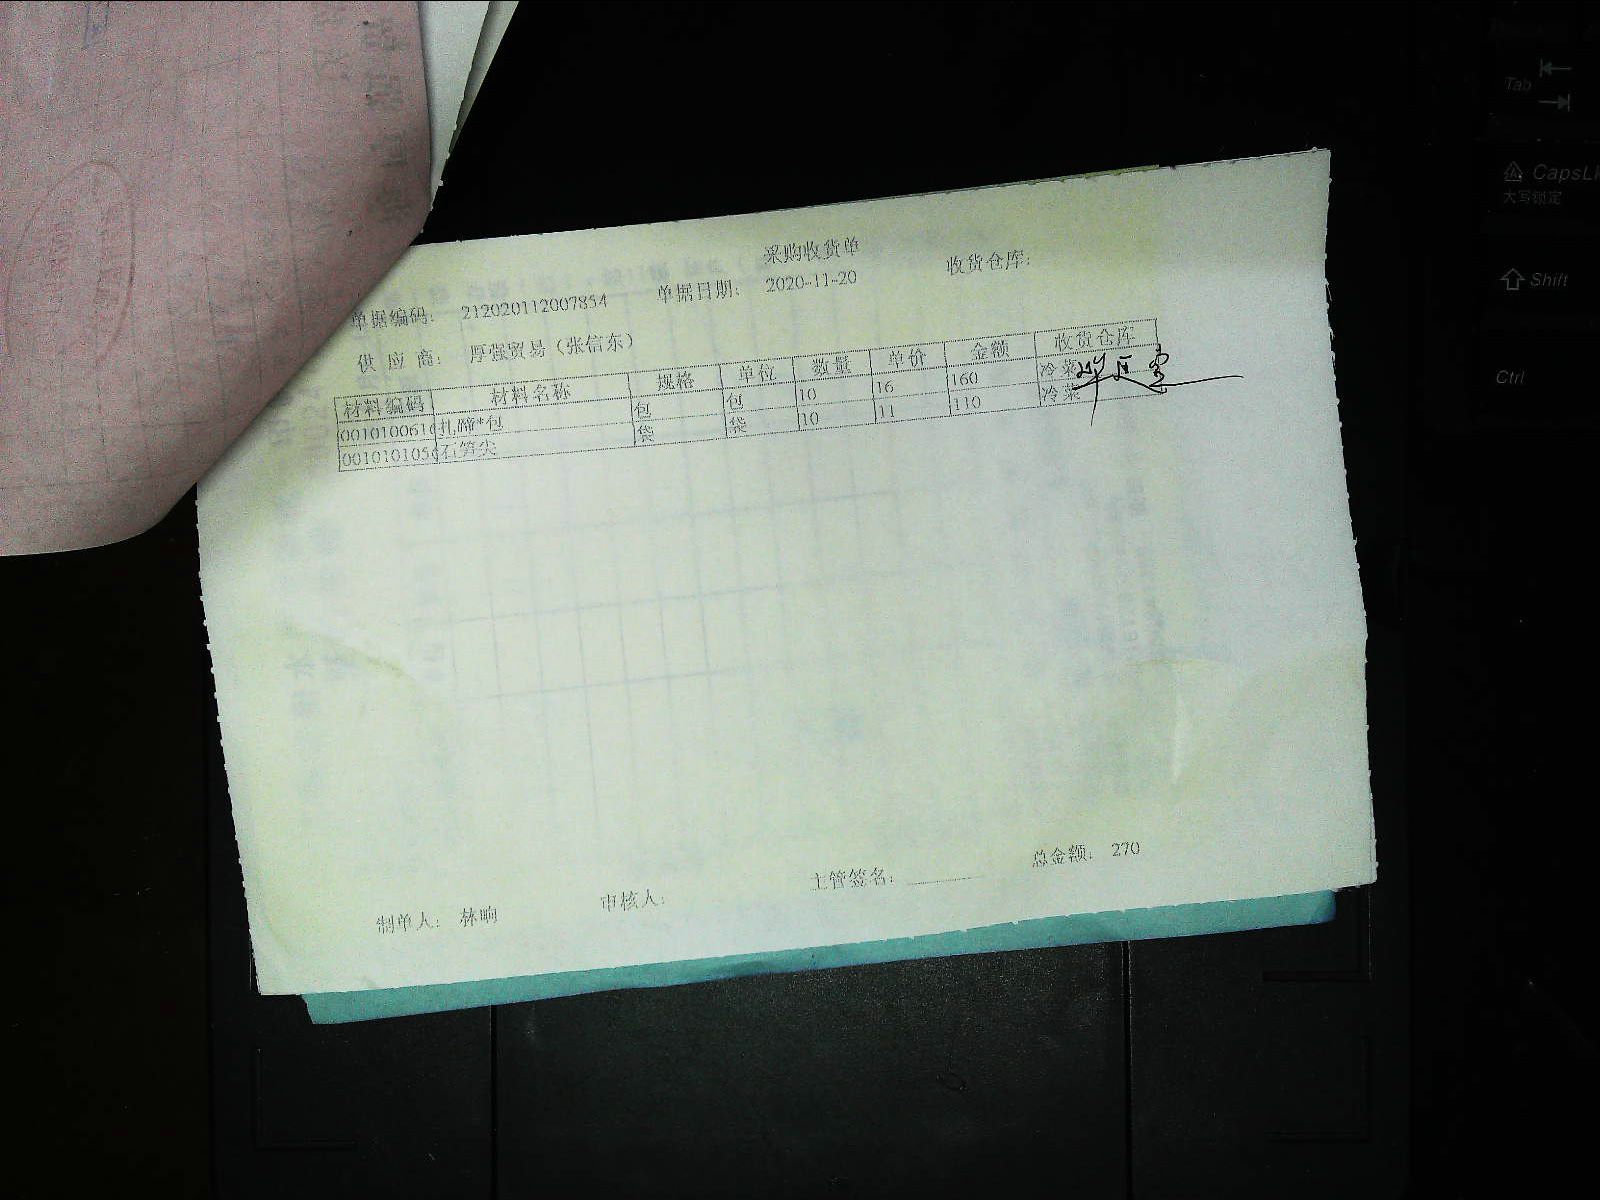 采购收货单
单据编码： 212020112007854 单据日期： 2020-11-20 收货仓库：
供 应 商： 厚强贸易（张信东）
材料编码 材料名称 规格 单位 数量 单价 金额 收货仓库
001010061 扎蹄*包 包 包 10 16 160 冷菜
001010105 石笋尖 袋 袋 10 11 110 冷菜
制单人： 林响 审核人： 主管签名： 总金额： 270
Tab
CapsL
大写锁定
Shift
Ctrl